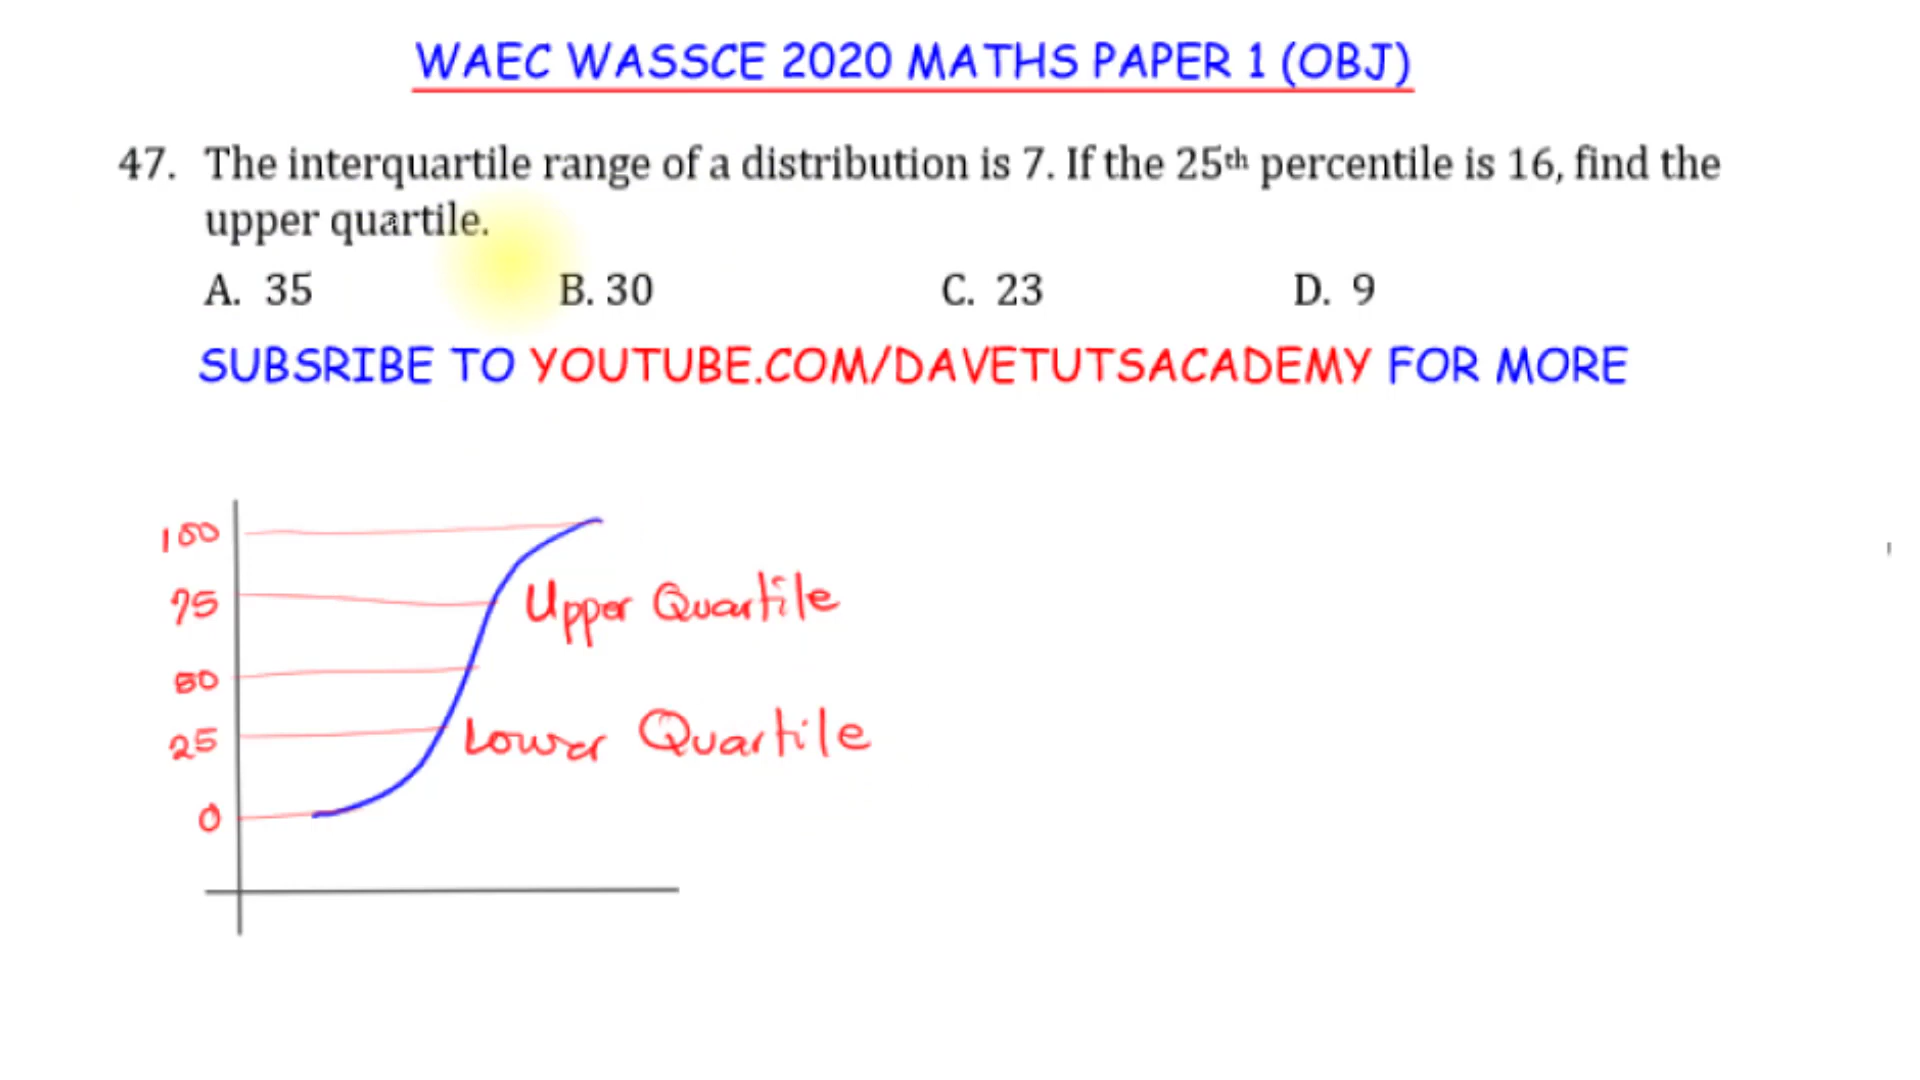 WAEC WASSCE 2020 MATHS PAPER 1 (OBJ)
47. The interquartile range of a distribution is 7. If the 25th percentile is 16, find the
upper quartile.
A. 35 B. 30 C. 23 D. 9
SUBSRIBE TO YOUTUBE.COM/DAVETUTSACADEMY FOR MORE
100
75 Upper Quartile
50
25 Lower Quartile
0